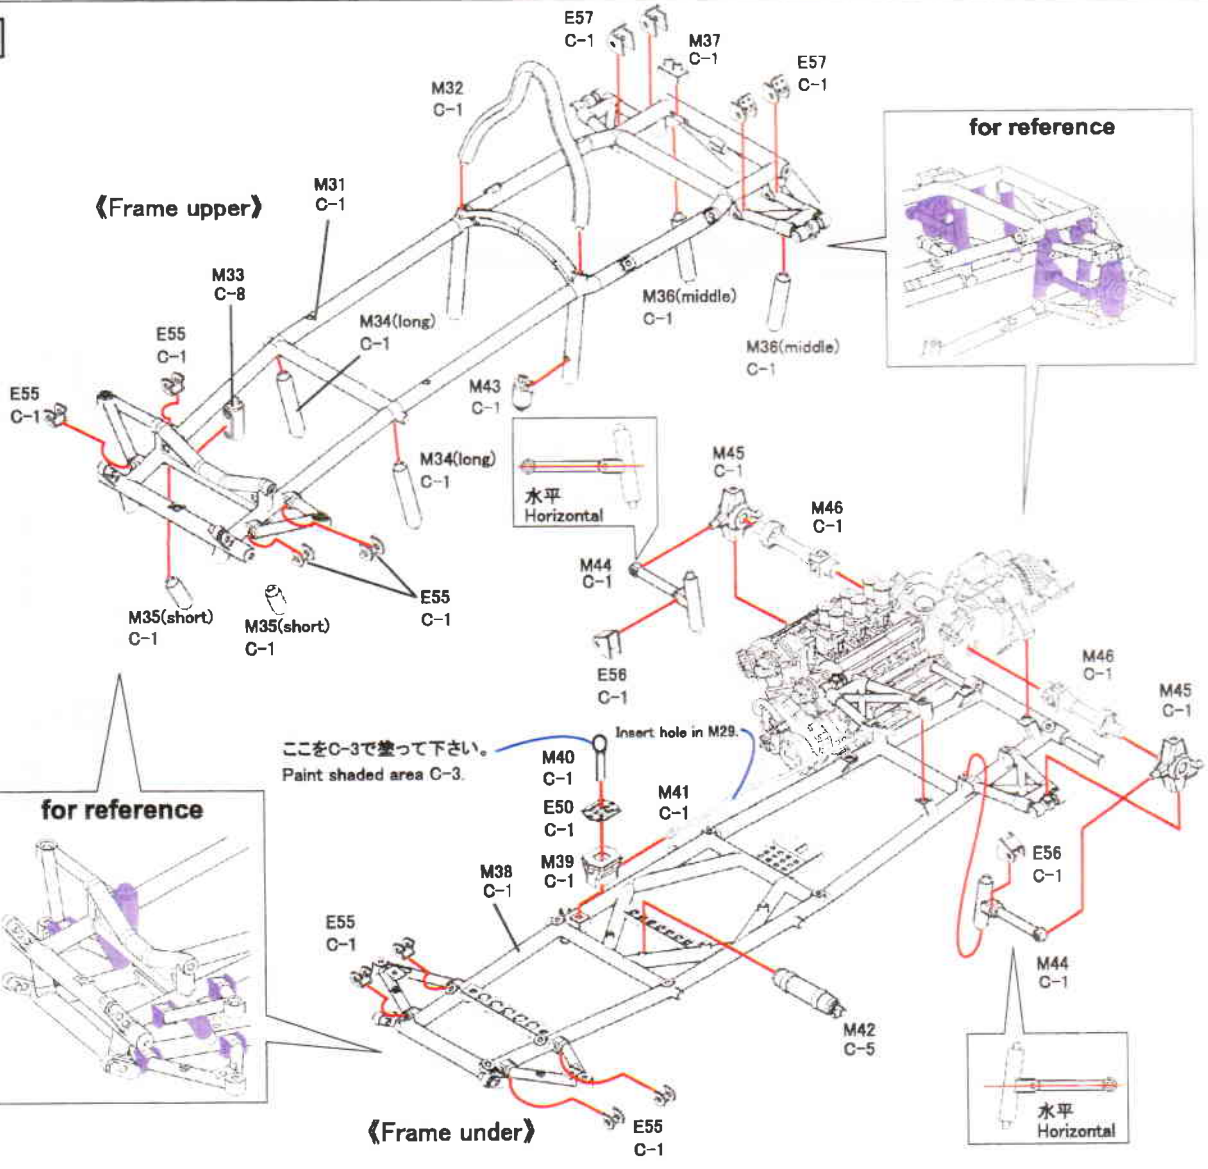 E57
C-1
M37
C-1
E57
C-1
M32
C-1
for reference
《Frame upper》
M31
C-1
M33
C-8
M34(long)
C-1
M36(middle)
C-1
M36(middle)
C-1
E55
C-1
E55
C-1
M43
C-1
M34(long)
C-1
水平
Horizontal
M45
C-1
M46
C-1
M44
C-1
E56
C-1
M35(short)
C-1
M35(short)
C-1
E55
C-1
M46
C-1
M45
C-1
ここをC-3で塗って下さい。
Paint shaded area C-3.
Insert hole in M29.
M40
C-1
E50
C-1
M41
C-1
M39
C-1
M38
C-1
for reference
E55
C-1
E56
C-1
M44
C-1
M42
C-5
水平
Horizontal
《Frame under》
E55
C-1